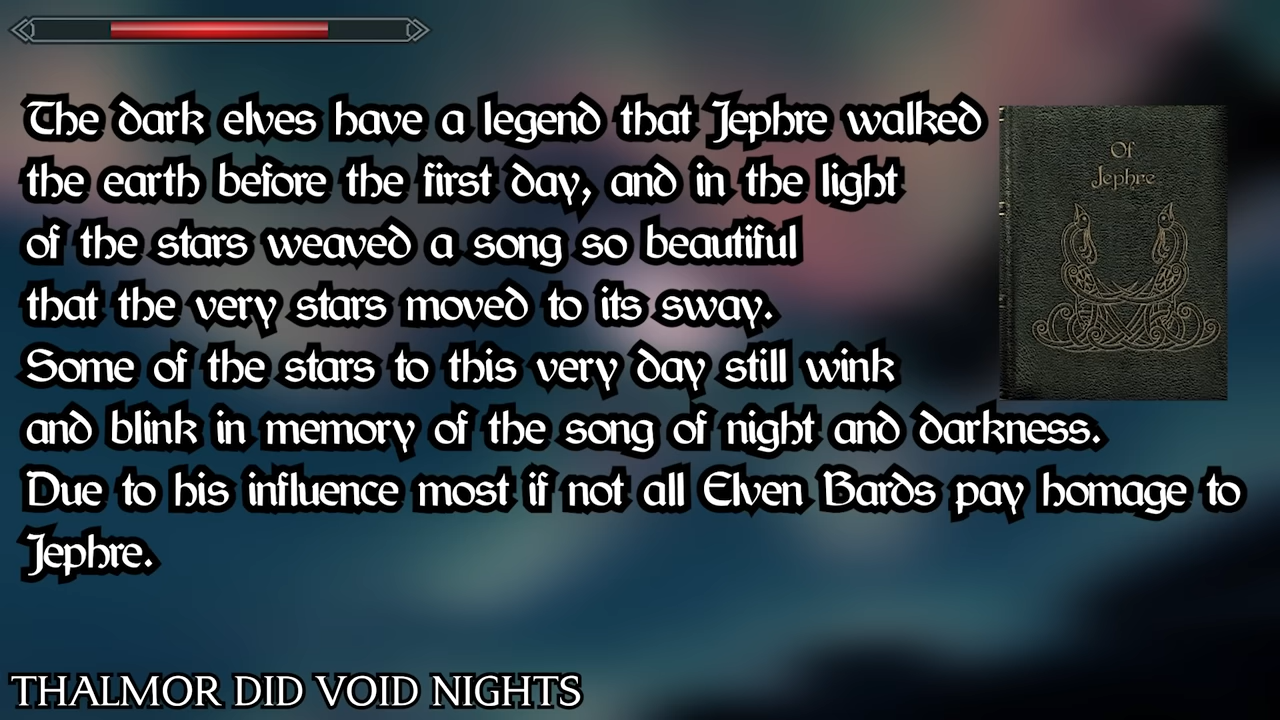 The dark elves have a legend that Jephre walked
the earth before the first day, and in the light
of the stars weaved a song so beautiful
that the very stars moved to its sway.
Some of the stars to this very day still wink
and blink in memory of the song of night and darkness.
Due to his influence most if not all Elven Bards pay homage to
Jephre.
Of
Jephre
THALMOR DID VOID NIGHTS